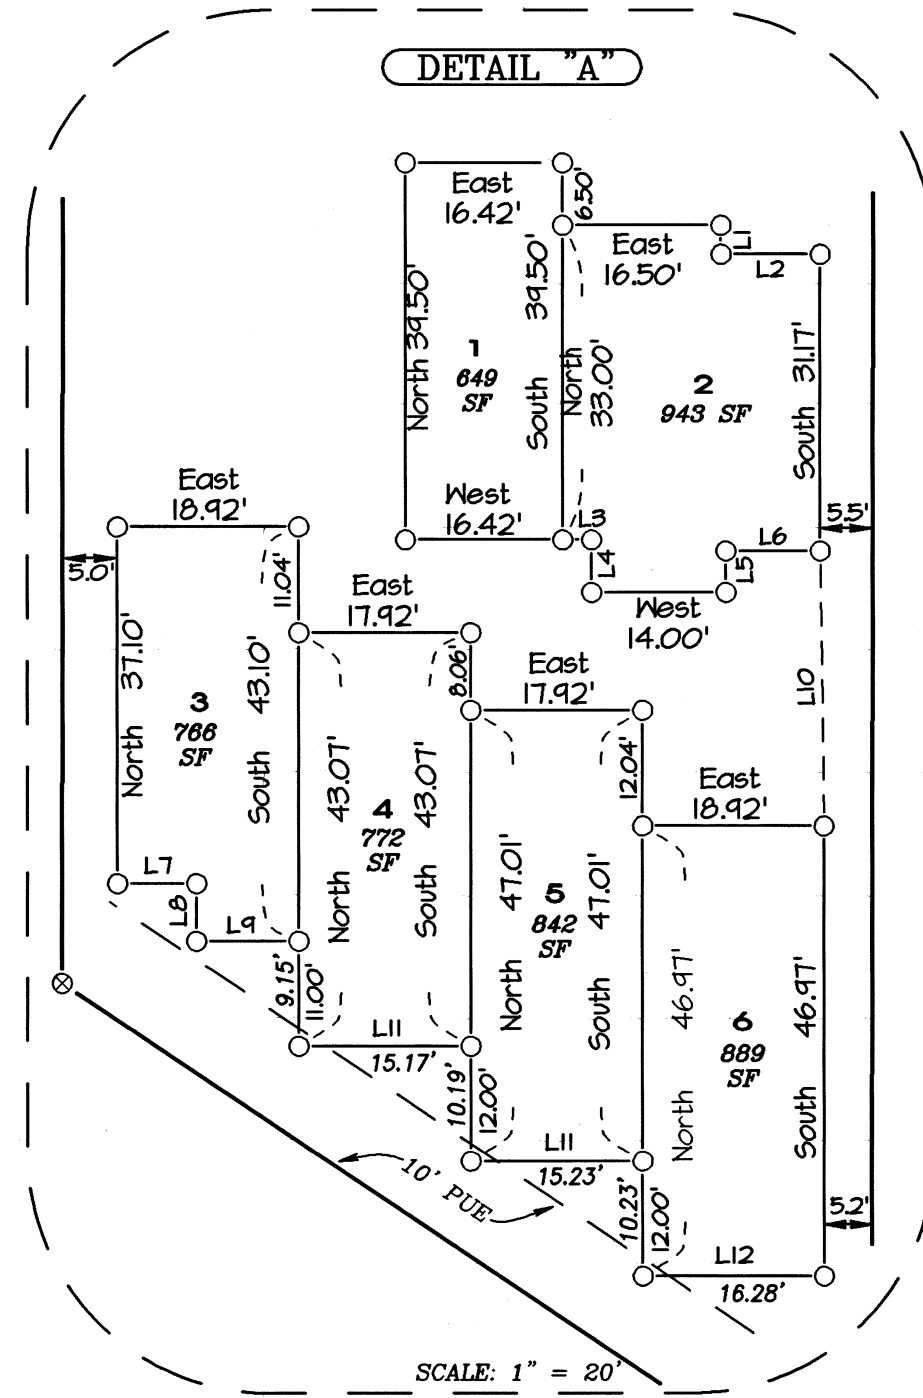 DETAIL "A"
East
16.42'
6.50'
East
16.50'
L1
L2
North 39.50'
1
649
SF
South 39.50'
North
33.00'
2
943 SF
South 31.17'
5.5'
West
16.42'
L3
L4
L5
L6
West
14.00'
L10
East
18.92'
5.0'
11.04'
North 37.10'
3
766
SF
South 43.10'
L7
L8
L9
9.15'
11.00'
East
17.92'
8.06'
North 43.07'
4
772
SF
South 43.07'
L11
15.17'
10.19'
12.00'
East
17.92'
12.04'
North 47.01'
5
842
SF
South 47.01'
L11
15.23'
10.23'
12.00'
East
18.92'
North 46.97'
6
889
SF
South 46.97'
5.2'
L12
16.28'
10' PUE
SCALE: 1" = 20'